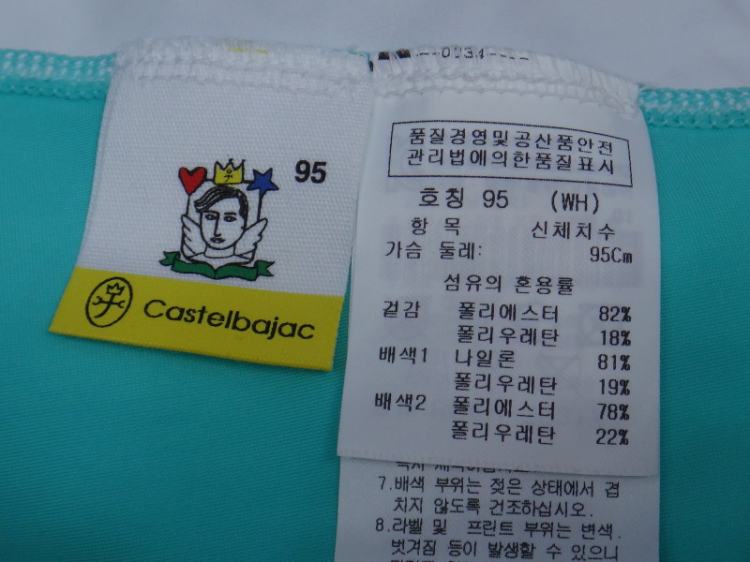 95
Castelbajac
품질경영및공산품안전
관리법에의한품질표시
호칭 95 (WH)
항 목 신체치수
가슴 둘레: 95Cm
섬유의 혼용률
겉감 폴리에스터 82%
폴리우레탄 18%
배색1 나일론 81%
폴리우레탄 19%
배색2 폴리에스터 78%
폴리우레탄 22%
7.배색 부위는 젖은 상태에서 겹
치지 않도록 건조하십시오.
8.라벨 및 프린트 부위는 변색.
벗겨짐 등이 발생할 수 있으니